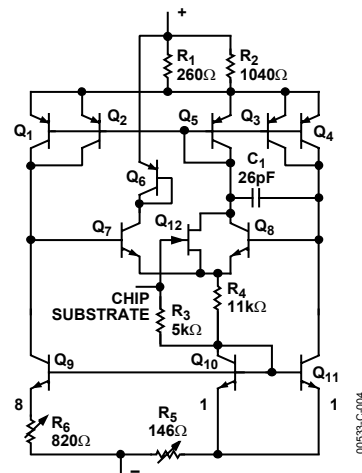 +
R1
260Ω
R2
1040Ω
Q1
Q2
Q5
Q3
Q4
C1
26pF
Q6
Q7
Q12
Q8
CHIP
SUBSTRATE
R3
5kΩ
R4
11kΩ
Q9
Q10
Q11
8
1
1
R6
820Ω
R5
146Ω
–
00533-C-004